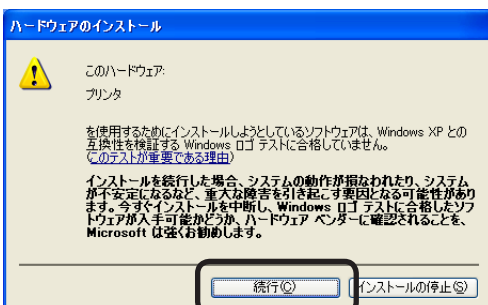 ハードウェアのインストール
このハードウェア:
プリンタ
を使用するためにインストールしようとしているソフトウェアは、Windows XP との
互換性を検証する Windows ロゴ テストに合格していません。
(このテストが重要である理由)
インストールを続行した場合、システムの動作が損なわれたり、システム
が不安定になるなど、重大な障害を引き起こす要因となる可能性があり
ます。今すぐインストールを中断し、Windows ロゴ テストに合格したソフ
トウェアが入手可能かどうか、ハードウェア ベンダーに確認されることを、
Microsoft は強くお勧めします。
続行(C)
インストールの停止(S)